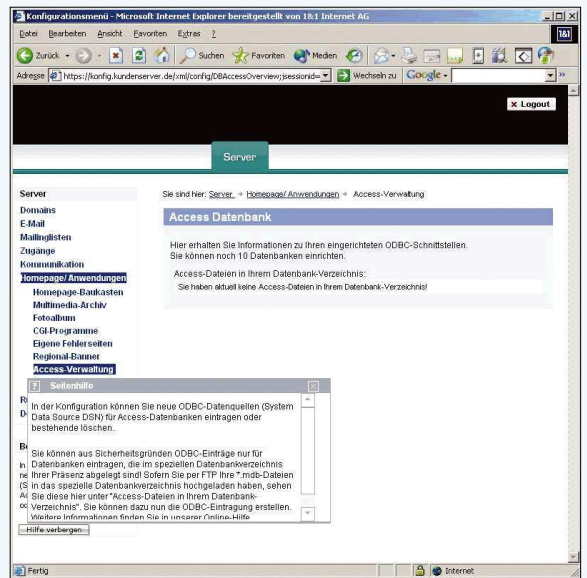 Konfigurationsmenü - Microsoft Internet Explorer bereitgestellt von 1&1 Internet AG
Datei Bearbeiten Ansicht Favoriten Extras ?
1&1
Zurück Suchen Favoriten Medien
Adresse https://konfig.kundenserver.de/xml/config/DBAccessOverview;jsessionid= Wechseln zu Google
Logout
Server
Server
Sie sind hier: Server Homepage/ Anwendungen Access-Verwaltung
Domains
E-Mail
Mailinglisten
Zugänge
Kommunikation
Homepage/ Anwendungen
Homepage-Baukasten
Multimedia-Archiv
Fotoalbum
CGI-Programme
Eigene Fehlerseiten
Regional-Banner
Access-Verwaltung
Access Datenbank
Hier erhalten Sie Informationen zu Ihren eingerichteten ODBC-Schnittstellen.
Sie können noch 10 Datenbanken einrichten.
Access-Dateien in Ihrem Datenbank-Verzeichnis:
Sie haben aktuell keine Access-Dateien in Ihrem Datenbank-Verzeichnis!
? Seitenhilfe
In der Konfiguration können Sie neue ODBC-Datenquellen (System
Data Source DSN) für Access-Datenbanken eintragen oder
bestehende löschen.
Sie können aus Sicherheitsgründen ODBC-Einträge nur für
Datenbanken eintragen, die im speziellen Datenbankverzeichnis
Ihrer Präsenz abgelegt sind! Sofern Sie per FTP Ihre *.mdb-Dateien
in das spezielle Datenbankverzeichnis hochgeladen haben, sehen
Sie diese hier unter "Access-Dateien in Ihrem Datenbank-
Verzeichnis". Sie können dazu nun die ODBC-Eintragung erstellen.
Weitere Informationen finden Sie in unserer Online-Hilfe
Hilfe verbergen
Fertig
Internet